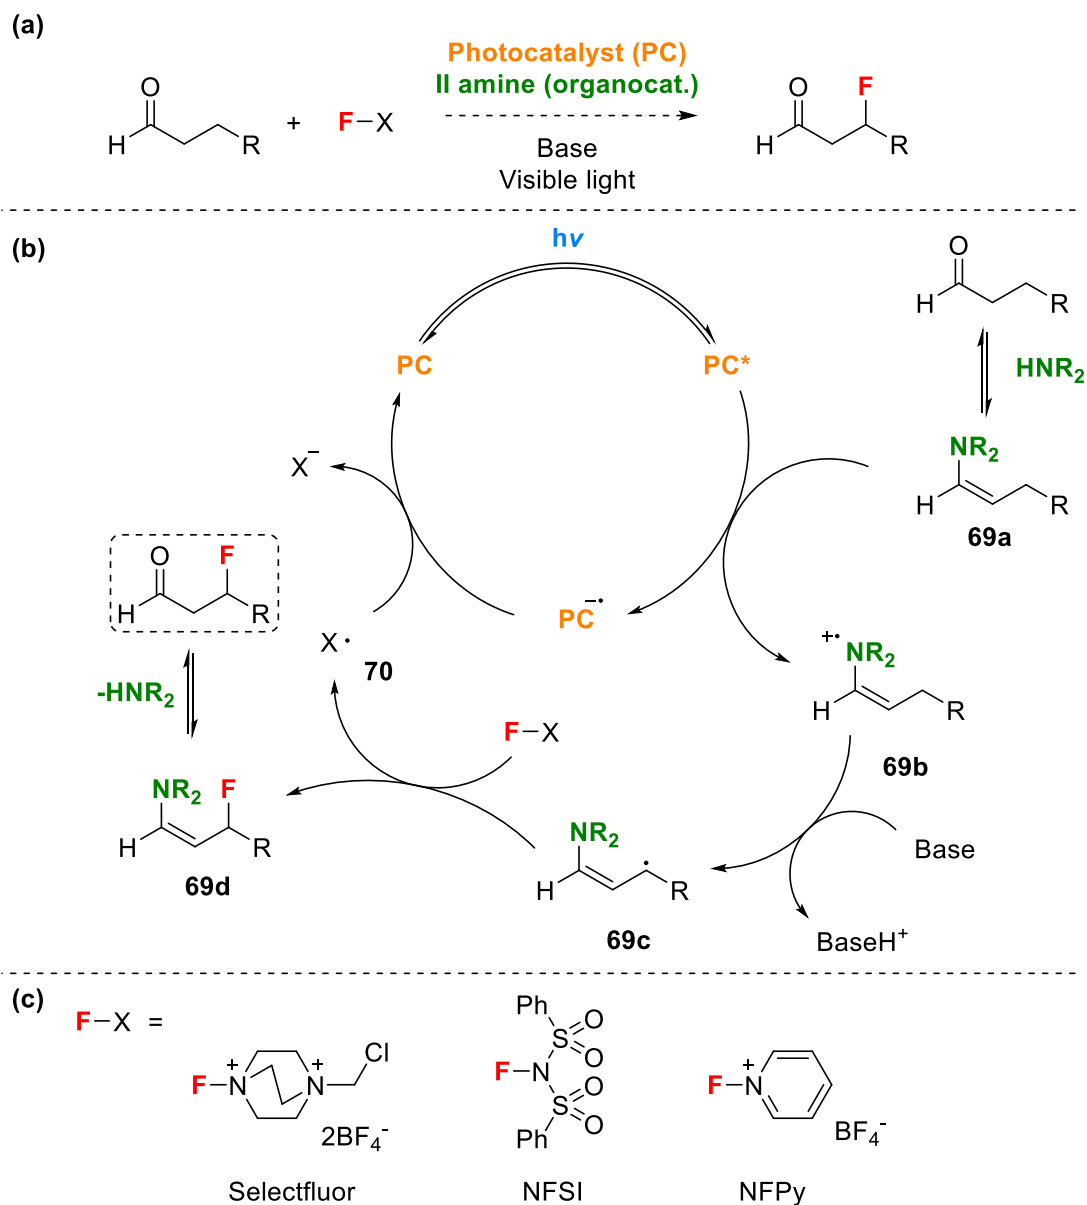 (a)
Photocatalyst (PC)
II amine (organocat.)
O
H
R
+
F–X
Base
Visible light
O
F
H
R
(b)
hν
O
H
R
PC
PC*
HNR₂
X⁻
NR₂
H
R
69a
O
F
H
R
PC⁻•
X•
70
+•
NR₂
H
R
69b
-HNR₂
F–X
NR₂
F
H
R
69d
NR₂
•
H
R
69c
Base
BaseH⁺
(c)
F–X =
F–N
+
+
N
Cl
2BF₄⁻
Selectfluor
Ph
S
O
O
F–N
S
O
O
Ph
NFSI
F–N
+
BF₄⁻
NFPy